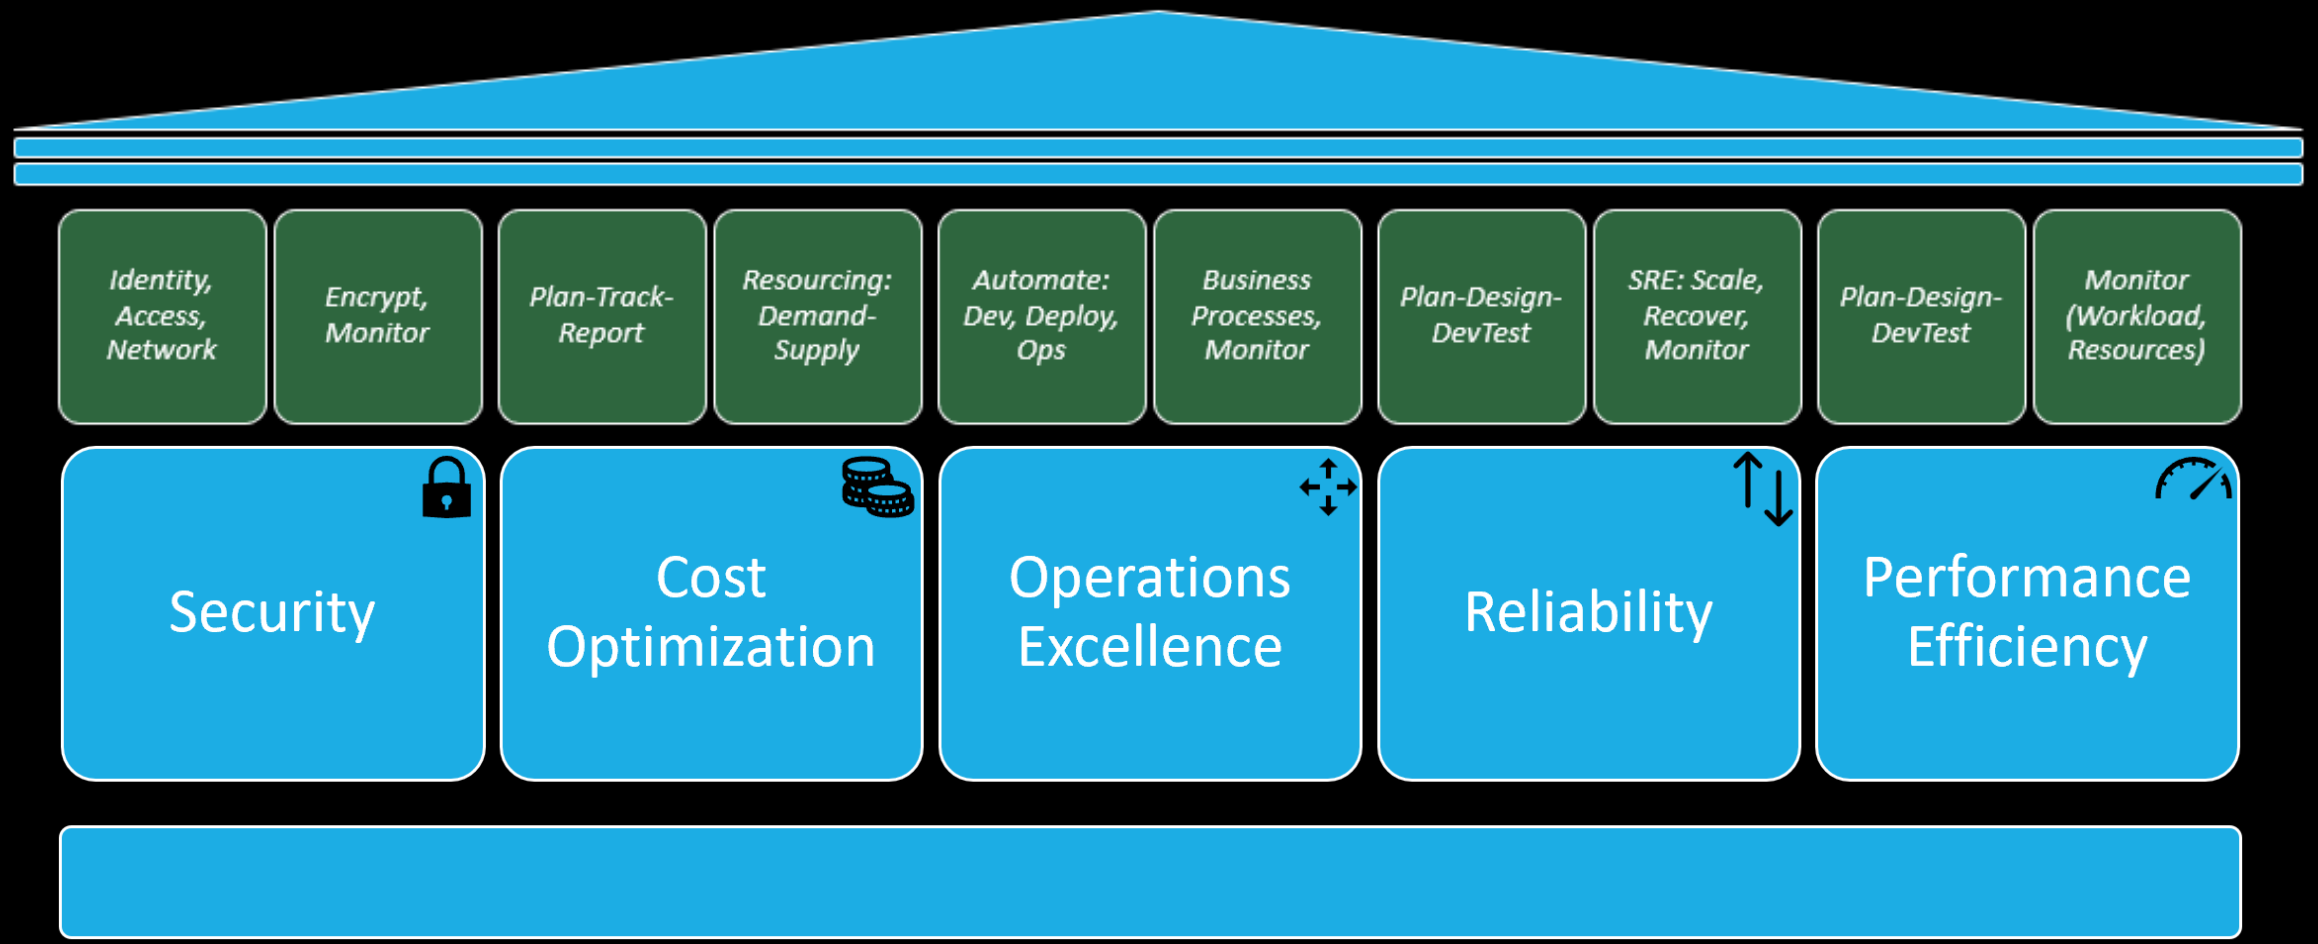 Identity,
Access,
Network
Encrypt,
Monitor
Plan-Track-
Report
Resourcing:
Demand-
Supply
Automate:
Dev, Deploy,
Ops
Business
Processes,
Monitor
Plan-Design-
DevTest
SRE: Scale,
Recover,
Monitor
Plan-Design-
DevTest
Monitor
(Workload,
Resources)
Security
Cost
Optimization
Operations
Excellence
Reliability
Performance
Efficiency